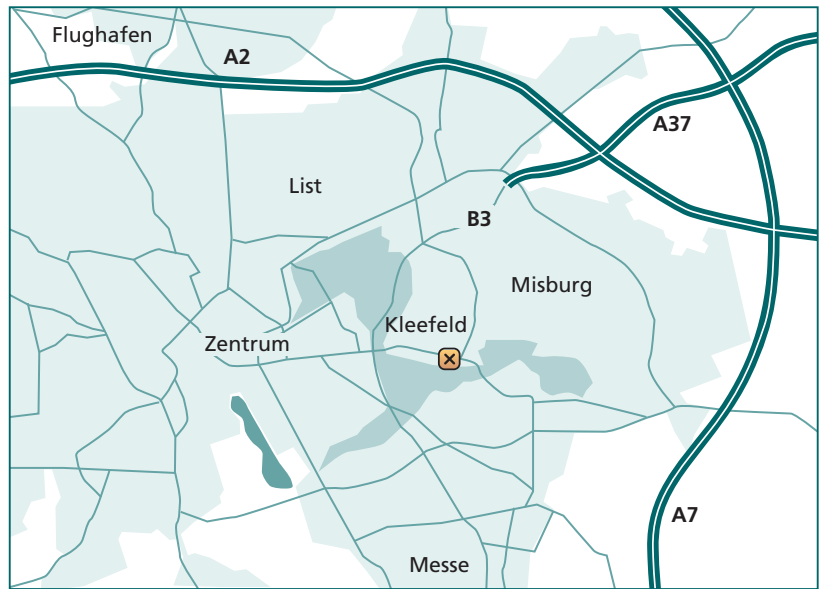 Flughafen
A2
A37
List
B3
Misburg
Kleefeld
Zentrum
A7
Messe